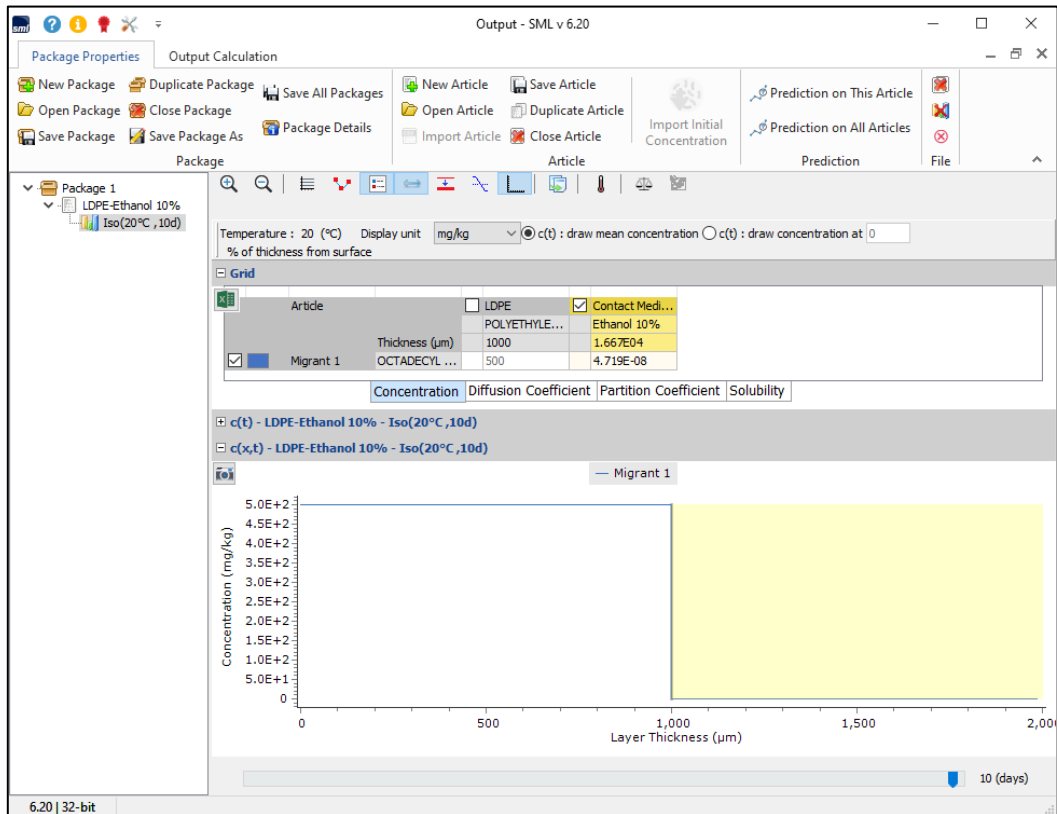 sml
Output - SML v 6.20
Package Properties Output Calculation
New Package Duplicate Package Save All Packages New Article Save Article Prediction on This Article
Open Package Close Package Open Article Duplicate Article Import Initial Concentration
Save Package Save Package As Package Details Import Article Close Article Prediction on All Articles
Package Article Prediction File
Package 1
LDPE-Ethanol 10%
Iso(20°C ,10d)
Temperature : 20 (°C) Display unit mg/kg c(t) : draw mean concentration c(t) : draw concentration at 0
% of thickness from surface
Grid
Article LDPE Contact Medi...
POLYETHYLE... Ethanol 10%
Thickness (µm) 1000 1.667E04
Migrant 1 OCTADECYL ... 500 4.719E-08
Concentration Diffusion Coefficient Partition Coefficient Solubility
c(t) - LDPE-Ethanol 10% - Iso(20°C ,10d)
c(x,t) - LDPE-Ethanol 10% - Iso(20°C ,10d)
Migrant 1
5.0E+2
4.5E+2
4.0E+2
3.5E+2
3.0E+2
2.5E+2
2.0E+2
1.5E+2
1.0E+2
5.0E+1
0
Concentration (mg/kg)
0 500 1,000 1,500 2,00
Layer Thickness (µm)
10 (days)
6.20 | 32-bit